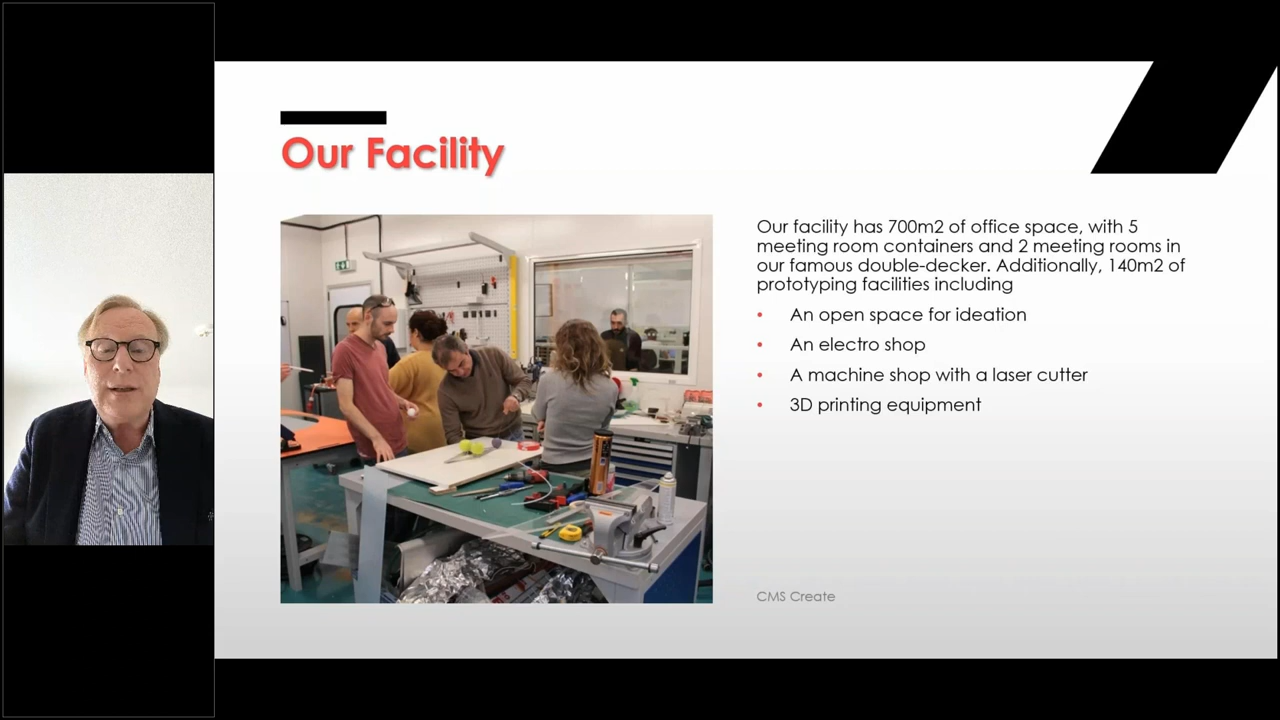 Our Facility
Our facility has 700m2 of office space, with 5
meeting room containers and 2 meeting rooms in
our famous double-decker. Additionally, 140m2 of
prototyping facilities including
• An open space for ideation
• An electro shop
• A machine shop with a laser cutter
• 3D printing equipment
CMS Create